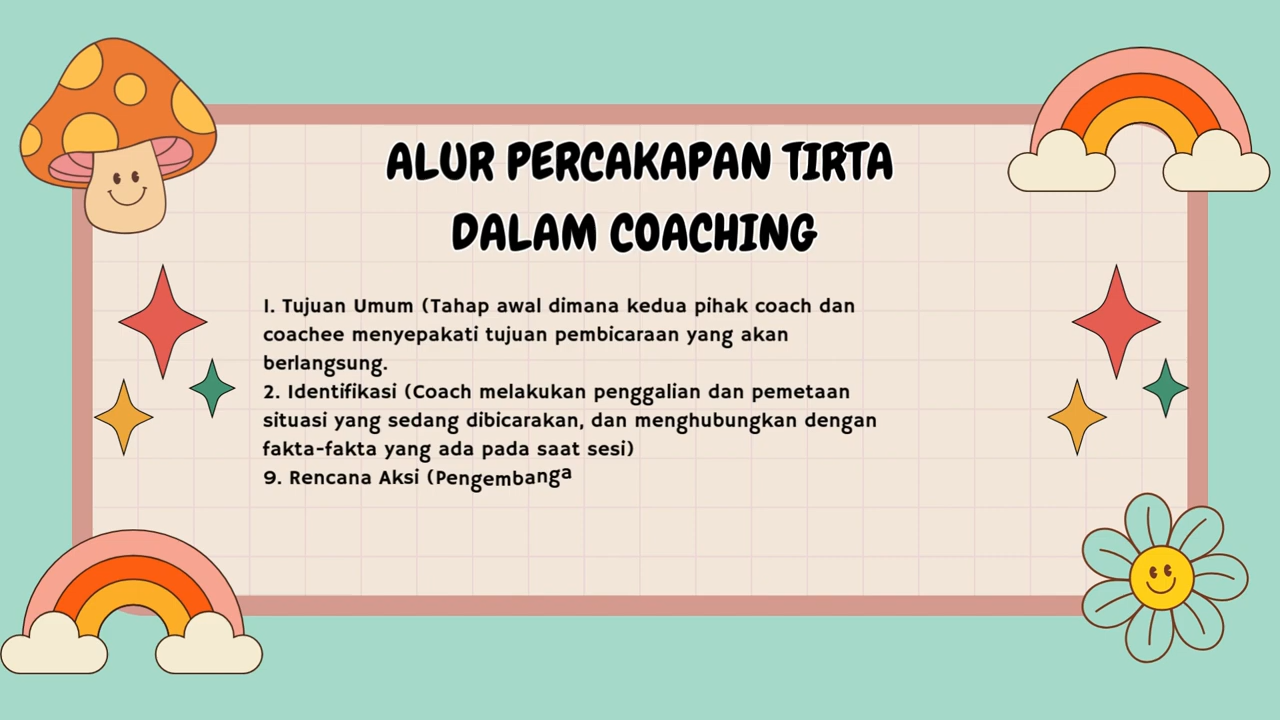 ALUR PERCAKAPAN TIRTA
DALAM COACHING
1. Tujuan Umum (Tahap awal dimana kedua pihak coach dan
coachee menyepakati tujuan pembicaraan yang akan
berlangsung.
2. Identifikasi (Coach melakukan penggalian dan pemetaan
situasi yang sedang dibicarakan, dan menghubungkan dengan
fakta-fakta yang ada pada saat sesi)
9. Rencana Aksi (Pengembanga